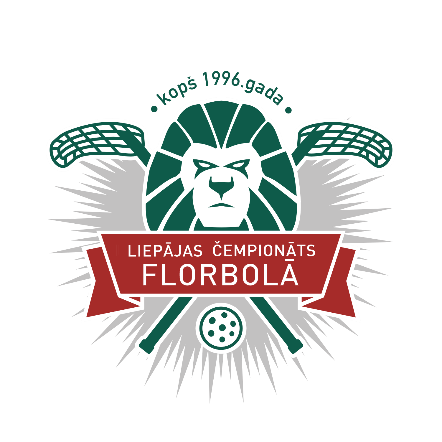 kopš 1996.gada
LIEPĀJAS ČEMPIONĀTS
FLORBOLĀ